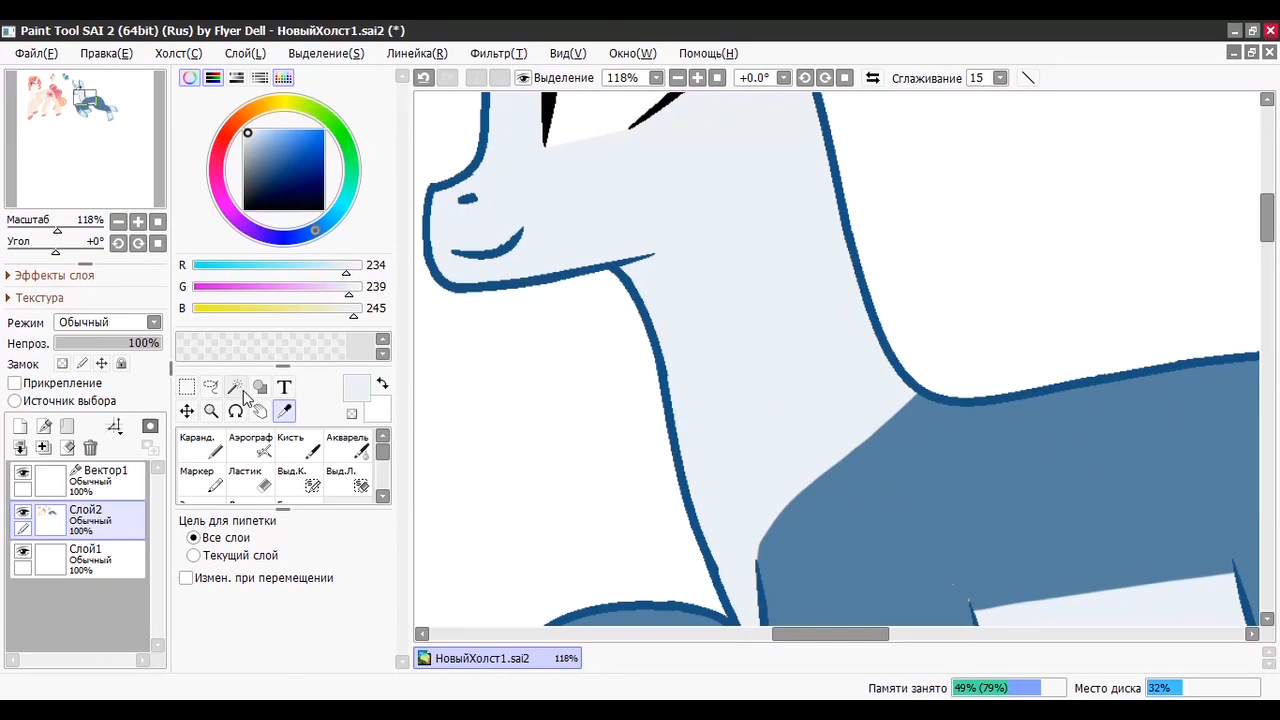 Paint Tool SAI 2 (64bit) (Rus) by Flyer Dell - НовыйХолст1.sai2 (*)
Файл(F) Правка(E) Холст(C) Слой(L) Выделение(S) Линейка(R) Фильтр(T) Вид(V) Окно(W) Помощь(H)
Выделение 118% +0.0° Сглаживание 15
Масштаб 118%
Угол +0°
Эффекты слоя
Текстура
Режим Обычный
Непроз. 100%
Замок
Прикрепление
Источник выбора
Вектор1
Обычный
100%
Слой2
Обычный
100%
Слой1
Обычный
100%
R 234
G 239
B 245
T
Каранд. Аэрограф Кисть Акварель
Маркер Ластик Выд.К. Выд.Л.
Цель для пипетки
Все слои
Текущий слой
Измен. при перемещении
НовыйХолст1.sai2 118%
Памяти занято 49% (79%) Место диска 32%